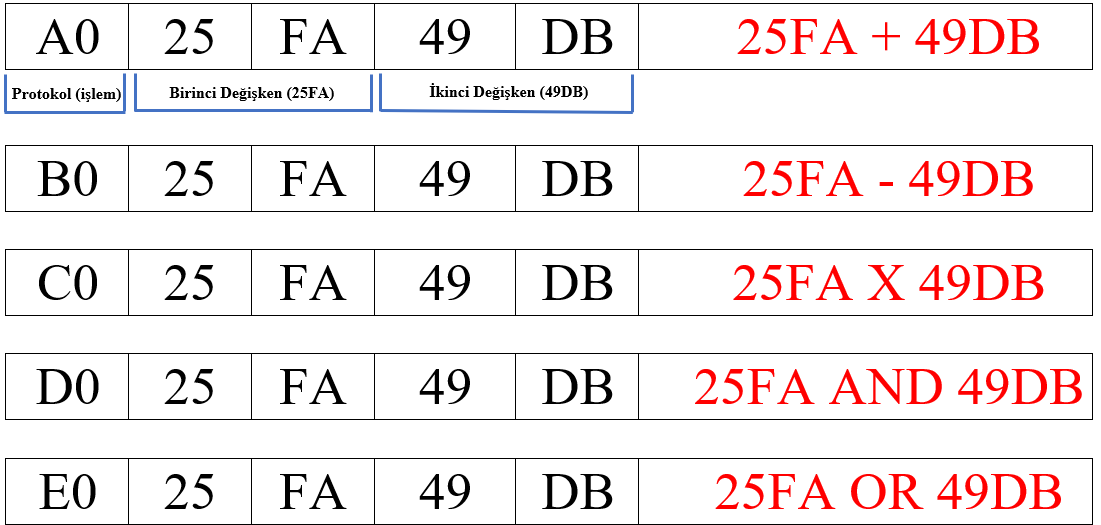 A0 25 FA 49 DB 25FA + 49DB
Protokol (işlem) Birinci Değişken (25FA) İkinci Değişken (49DB)
B0 25 FA 49 DB 25FA - 49DB
C0 25 FA 49 DB 25FA X 49DB
D0 25 FA 49 DB 25FA AND 49DB
E0 25 FA 49 DB 25FA OR 49DB